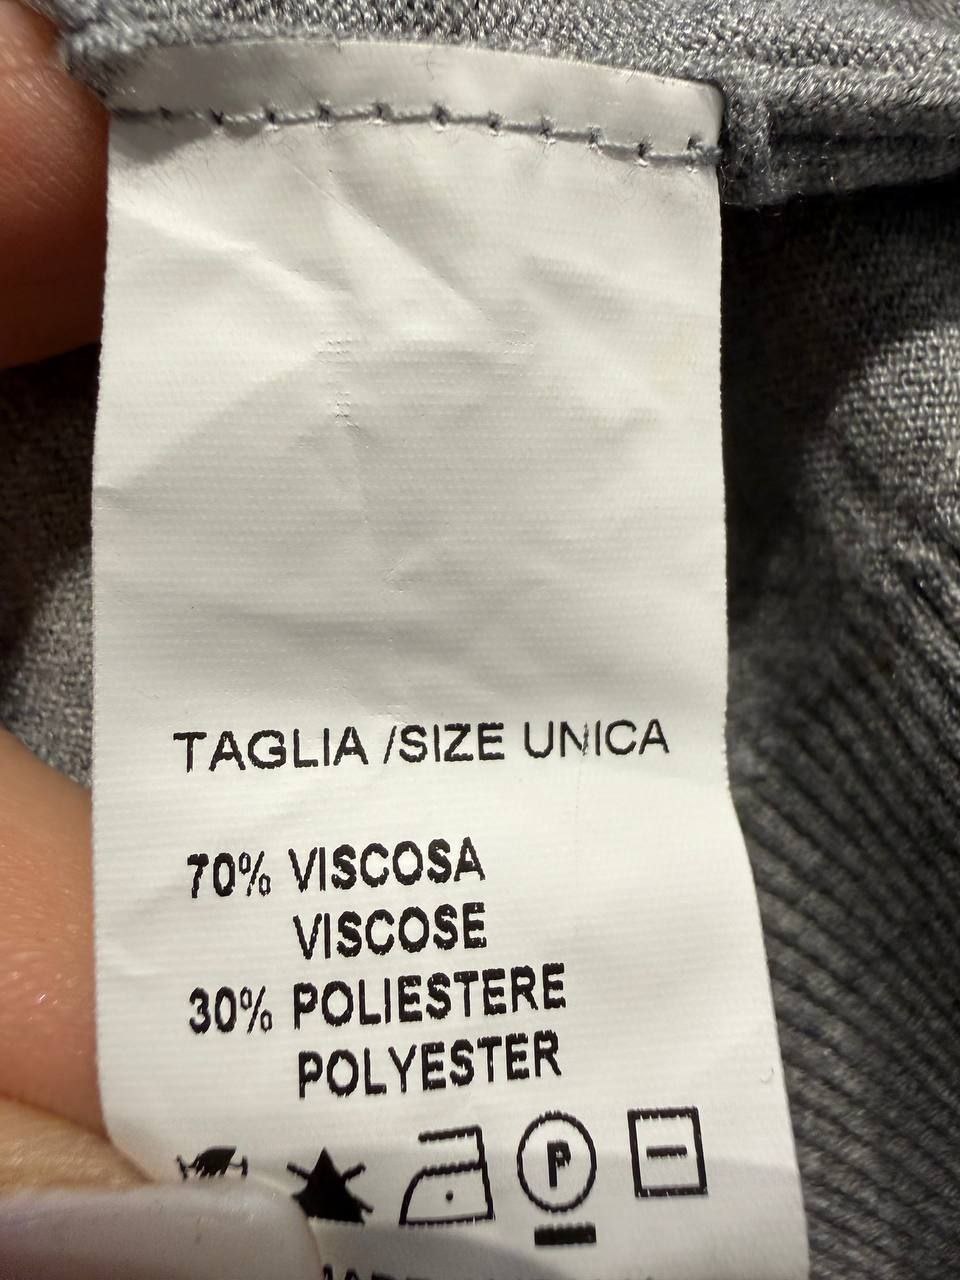 TAGLIA /SIZE UNICA
70% VISCOSA
VISCOSE
30% POLIESTERE
POLYESTER
P